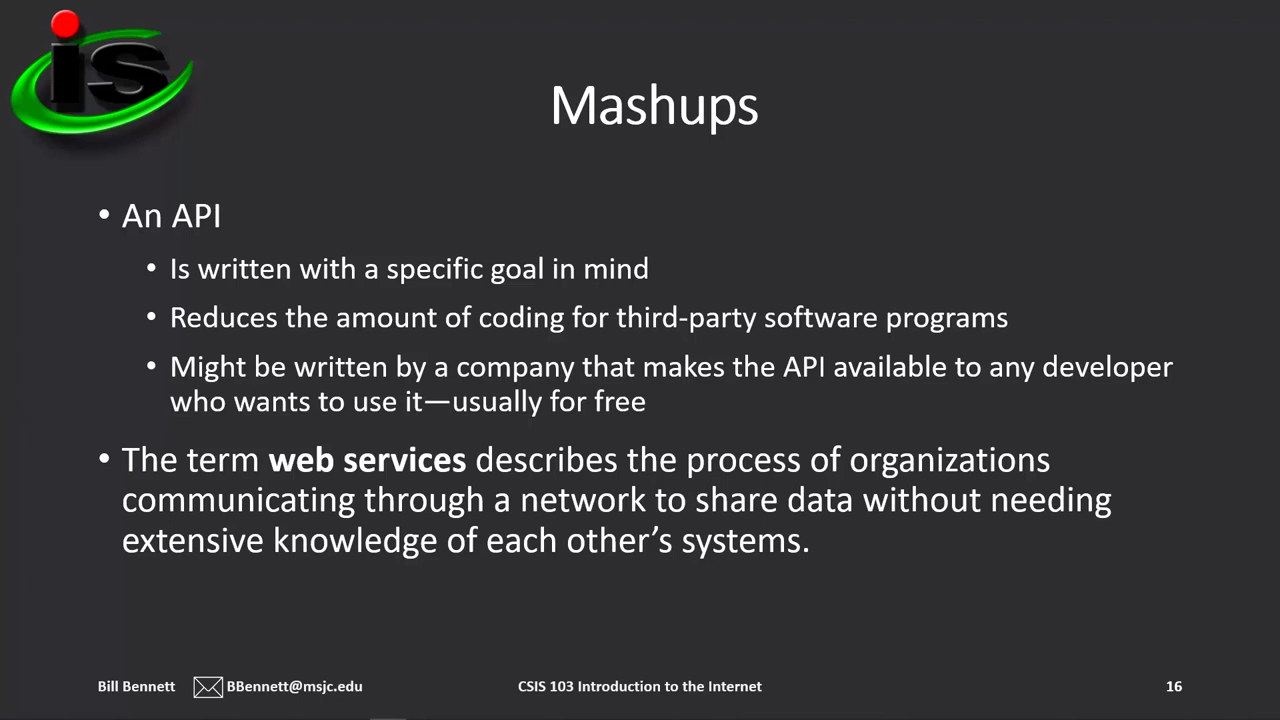 is
Mashups
• An API
• Is written with a specific goal in mind
• Reduces the amount of coding for third-party software programs
• Might be written by a company that makes the API available to any developer
who wants to use it—usually for free
• The term web services describes the process of organizations
communicating through a network to share data without needing
extensive knowledge of each other’s systems.
Bill Bennett BBennett@msjc.edu CSIS 103 Introduction to the Internet 16